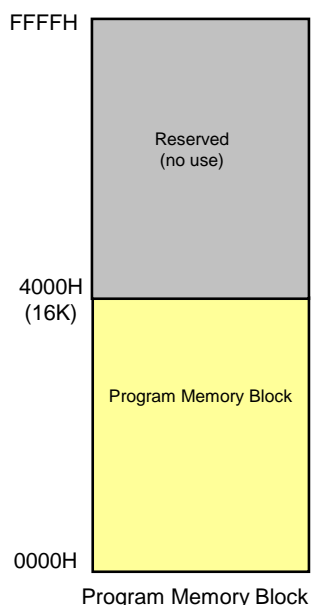 FFFFH
Reserved
(no use)
4000H
(16K)
Program Memory Block
0000H
Program Memory Block